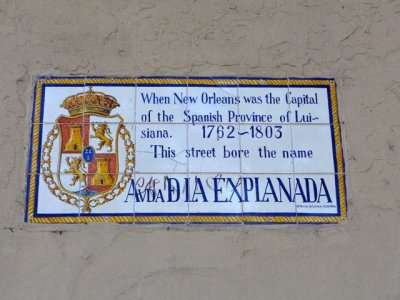 When New Orleans was the Capital
of the Spanish Province of Lui-
siana. 1762-1803
This street bore the name
AVDA D LA EXPLANADA